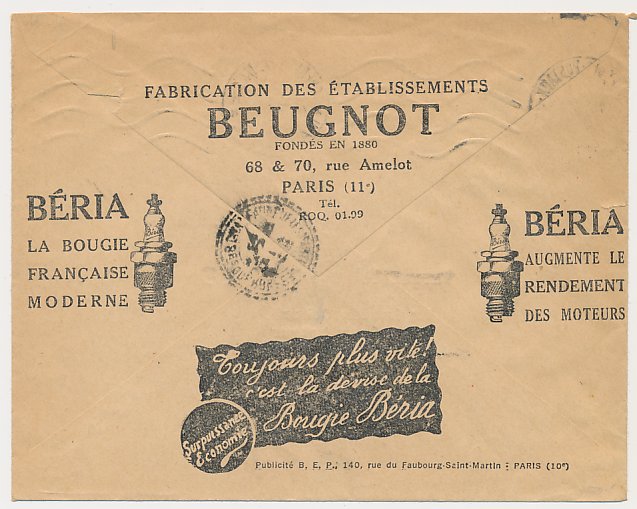 FABRICATION DES ÉTABLISSEMENTS
BEUGNOT
FONDÉS EN 1880
68 & 70, rue Amelot
PARIS (11e)
Tél.
ROQ. 01.99
BÉRIA
LA BOUGIE
FRANÇAISE
MODERNE
BÉRIA
AUGMENTE LE
RENDEMENT
DES MOTEURS
Toujours plus vite!
c'est la devise de la
Bougie Béria
Surpuissance
Économie
Publicité B. E. P., 140, rue du Faubourg-Saint-Martin : PARIS (10e)